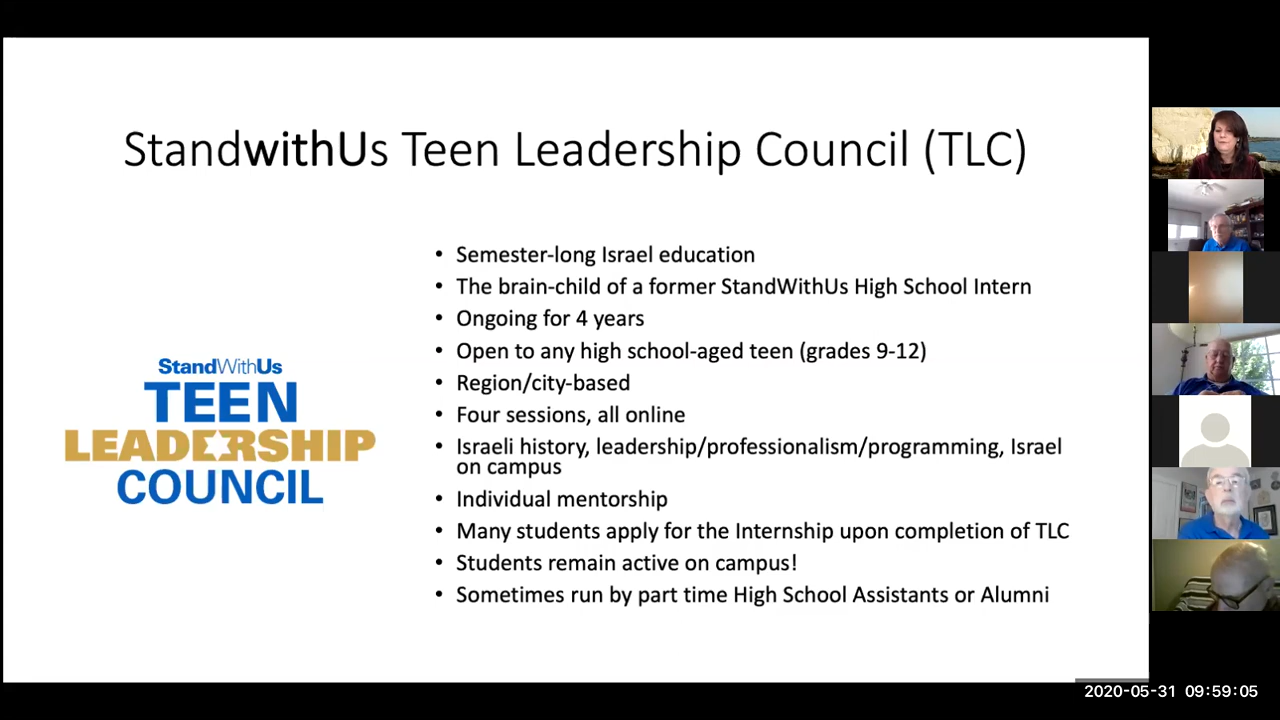 StandwithUs Teen Leadership Council (TLC)
• Semester-long Israel education
• The brain-child of a former StandWithUs High School Intern
• Ongoing for 4 years
• Open to any high school-aged teen (grades 9-12)
• Region/city-based
• Four sessions, all online
• Israeli history, leadership/professionalism/programming, Israel
on campus
• Individual mentorship
• Many students apply for the Internship upon completion of TLC
• Students remain active on campus!
• Sometimes run by part time High School Assistants or Alumni
StandWithUs
TEEN
LEADERSHIP
COUNCIL
2020-05-31 09:59:05